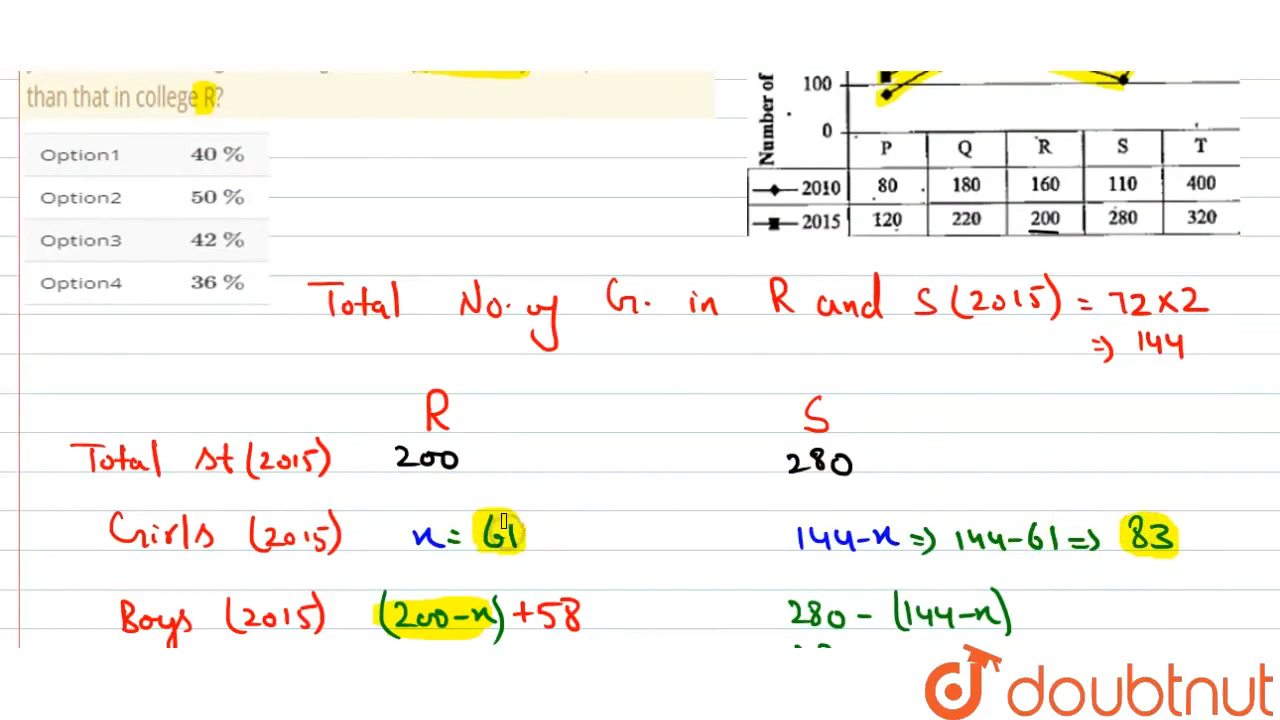 than that in college R?
Option1 40 %
Option2 50 %
Option3 42 %
Option4 36 %
Number of
100
0
P Q R S T
2010 80 180 160 110 400
2015 120 220 200 280 320
Total No. of G. in R and S (2015) = 72 × 2
⇒ 144
R S
Total st (2015) 200 280
Girls (2015) x = 61 144-x ⇒ 144-61 ⇒ 83
Boys (2015) (200-x) +58 280 - (144-x)
doubtnut